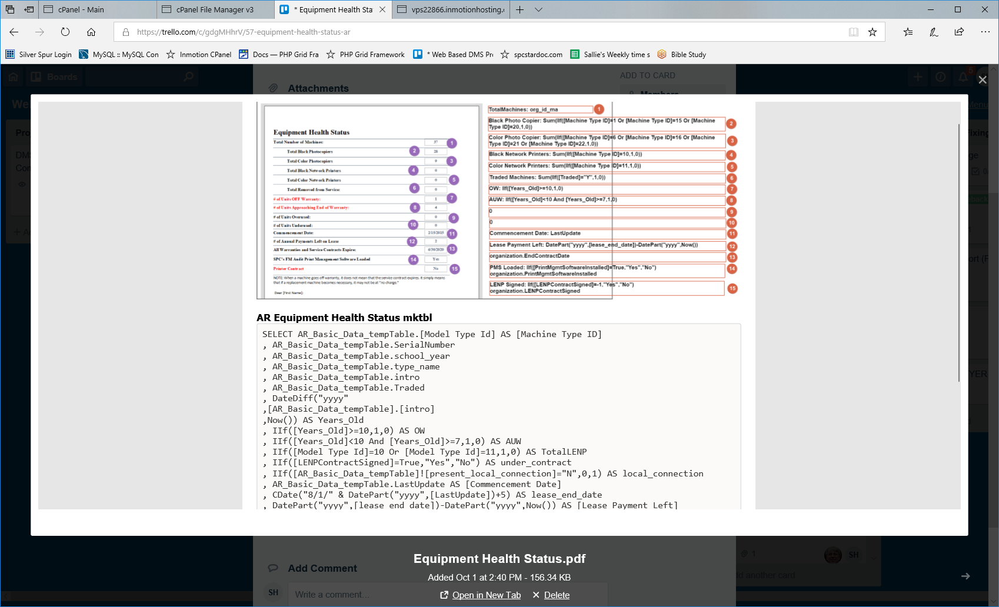 cPanel - Main
cPanel File Manager v3
* Equipment Health Sta
vps22866.inmotionhosting.
https://trello.com/c/gdgMHhrV/57-equipment-health-status-ar
Silver Spur Login
MySQL :: MySQL Con
Inmotion CPanel
Docs — PHP Grid Fra
PHP Grid Framework
* Web Based DMS Pr
spcstardoc.com
Sallie's Weekly time s
Bible Study
Boards
5
Attachments
ADD TO CARD
Members
Wel
Menu
Pro
DM
Con
+ A
Equipment Health Status
Total Number of Machines: 37 1
Total Black Photocopiers 2 28
Total Color Photocopiers 9 3
Total Black Network Printers 4 0
Total Color Network Printers 0 5
Total Removed from Service: 6 0
# of Units OFF Warranty: 1 7
# of Units Approaching End of Warranty: 8 4
# of Units Overused: 0 9
# of Units Underused: 10 0
Commencement Date: 2/15/2015 11
# of Annual Payments Left on Lease 12 2
All Warranties and Service Contracts Expire: 6/30/2020 13
SPC's FM Audit Print Management Software Loaded 14 Yes
Printer Contract No 15
NOTE: When a machine goes off warranty, it does not mean that the service contract expires. It simply means
that if a replacement machine becomes necessary, it may not be at "no charge."
Dear [First Name]:
TotalMachines: org_id_ma 1
Black Photo Copier: Sum(IIf([Machine Type ID]=1 Or [Machine Type ID]=15 Or [Machine
Type ID]=20,1,0)) 2
Color Photo Copier: Sum(IIf([Machine Type ID]=6 Or [Machine Type ID]=16 Or [Machine
Type ID]=21 Or [Machine Type ID]=22,1,0)) 3
Black Network Printers: Sum(IIf([Machine Type ID]=10,1,0)) 4
Color Network Printers: Sum(IIf([Machine Type ID]=11,1,0)) 5
Traded Machines: Sum(IIf([Traded]="Y",1,0)) 6
OW: IIf([Years_Old]>=10,1,0) 7
AUW: IIf([Years_Old]<10 And [Years_Old]>=7,1,0) 8
0 9
0 10
Commencement Date: LastUpdate 11
Lease Payment Left: DatePart("yyyy",[lease_end_date])-DatePart("yyyy",Now()) 12
organization.EndContractDate 13
PMS Loaded: IIf([PrintMgmtSoftwareInstalled]=True,"Yes","No") 14
organization.PrintMgmtSoftwareInstalled
LENP Signed: IIf([LENPContractSigned]=-1,"Yes","No") 15
organization.LENPContractSigned
AR Equipment Health Status mktbl
SELECT AR_Basic_Data_tempTable.[Model Type Id] AS [Machine Type ID]
, AR_Basic_Data_tempTable.SerialNumber
, AR_Basic_Data_tempTable.school_year
, AR_Basic_Data_tempTable.type_name
, AR_Basic_Data_tempTable.intro
, AR_Basic_Data_tempTable.Traded
, DateDiff("yyyy"
,[AR_Basic_Data_tempTable].[intro]
,Now()) AS Years_Old
, IIf([Years_Old]>=10,1,0) AS OW
, IIf([Years_Old]<10 And [Years_Old]>=7,1,0) AS AUW
, IIf([Model Type Id]=10 Or [Model Type Id]=11,1,0) AS TotalLENP
, IIf([LENPContractSigned]=True,"Yes","No") AS under_contract
, IIf([AR_Basic_Data_tempTable]![present_local_connection]="N",0,1) AS local_connection
, AR_Basic_Data_tempTable.LastUpdate AS [Commencement Date]
, CDate("8/1/" & DatePart("yyyy",[LastUpdate])+5) AS lease_end_date
, DatePart("yyyy",[lease_end_date])-DatePart("yyyy",Now()) AS [Lease Payment Left]
Fixing
ge
0/
back
ort (F
YER
1
SH
d another card
Equipment Health Status.pdf
Added Oct 1 at 2:40 PM - 156.34 KB
Open in New Tab
Delete
Add Comment
SH
Write a comment...